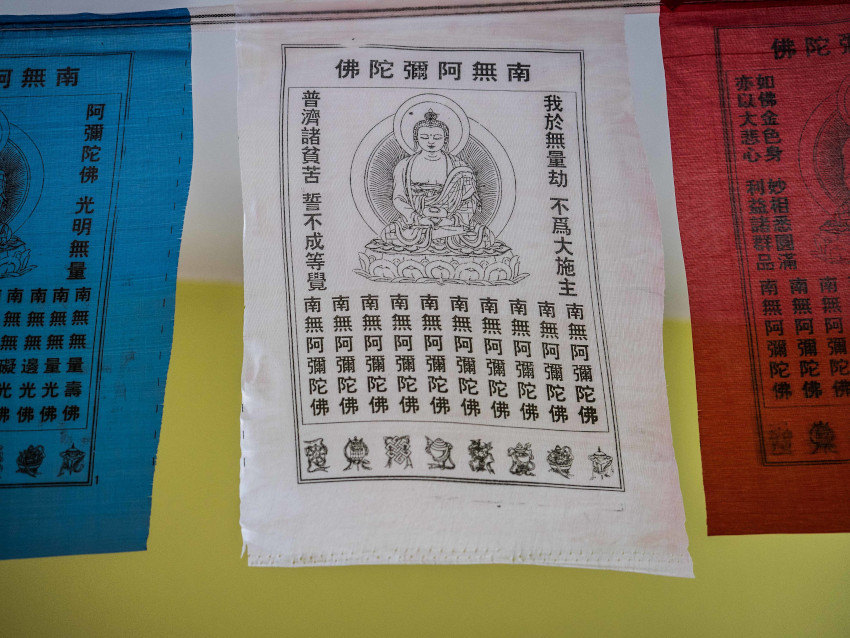 南無阿
阿彌陀佛 光明無量
南無無量壽佛
南無無量光佛
南無無邊光佛
南無無礙光佛
南無阿彌陀佛
我於無量劫 不爲大施主
普濟諸貧苦 誓不成等覺
南無阿彌陀佛
南無阿彌陀佛
南無阿彌陀佛
南無阿彌陀佛
南無阿彌陀佛
南無阿彌陀佛
南無阿彌陀佛
南無阿彌陀佛
南無阿彌陀佛
南無阿彌陀佛
彌陀佛
如佛金色身 妙相悉圓滿
亦以大悲心 利益諸群品
南無阿彌陀佛
南無阿彌陀佛
南無阿彌陀佛